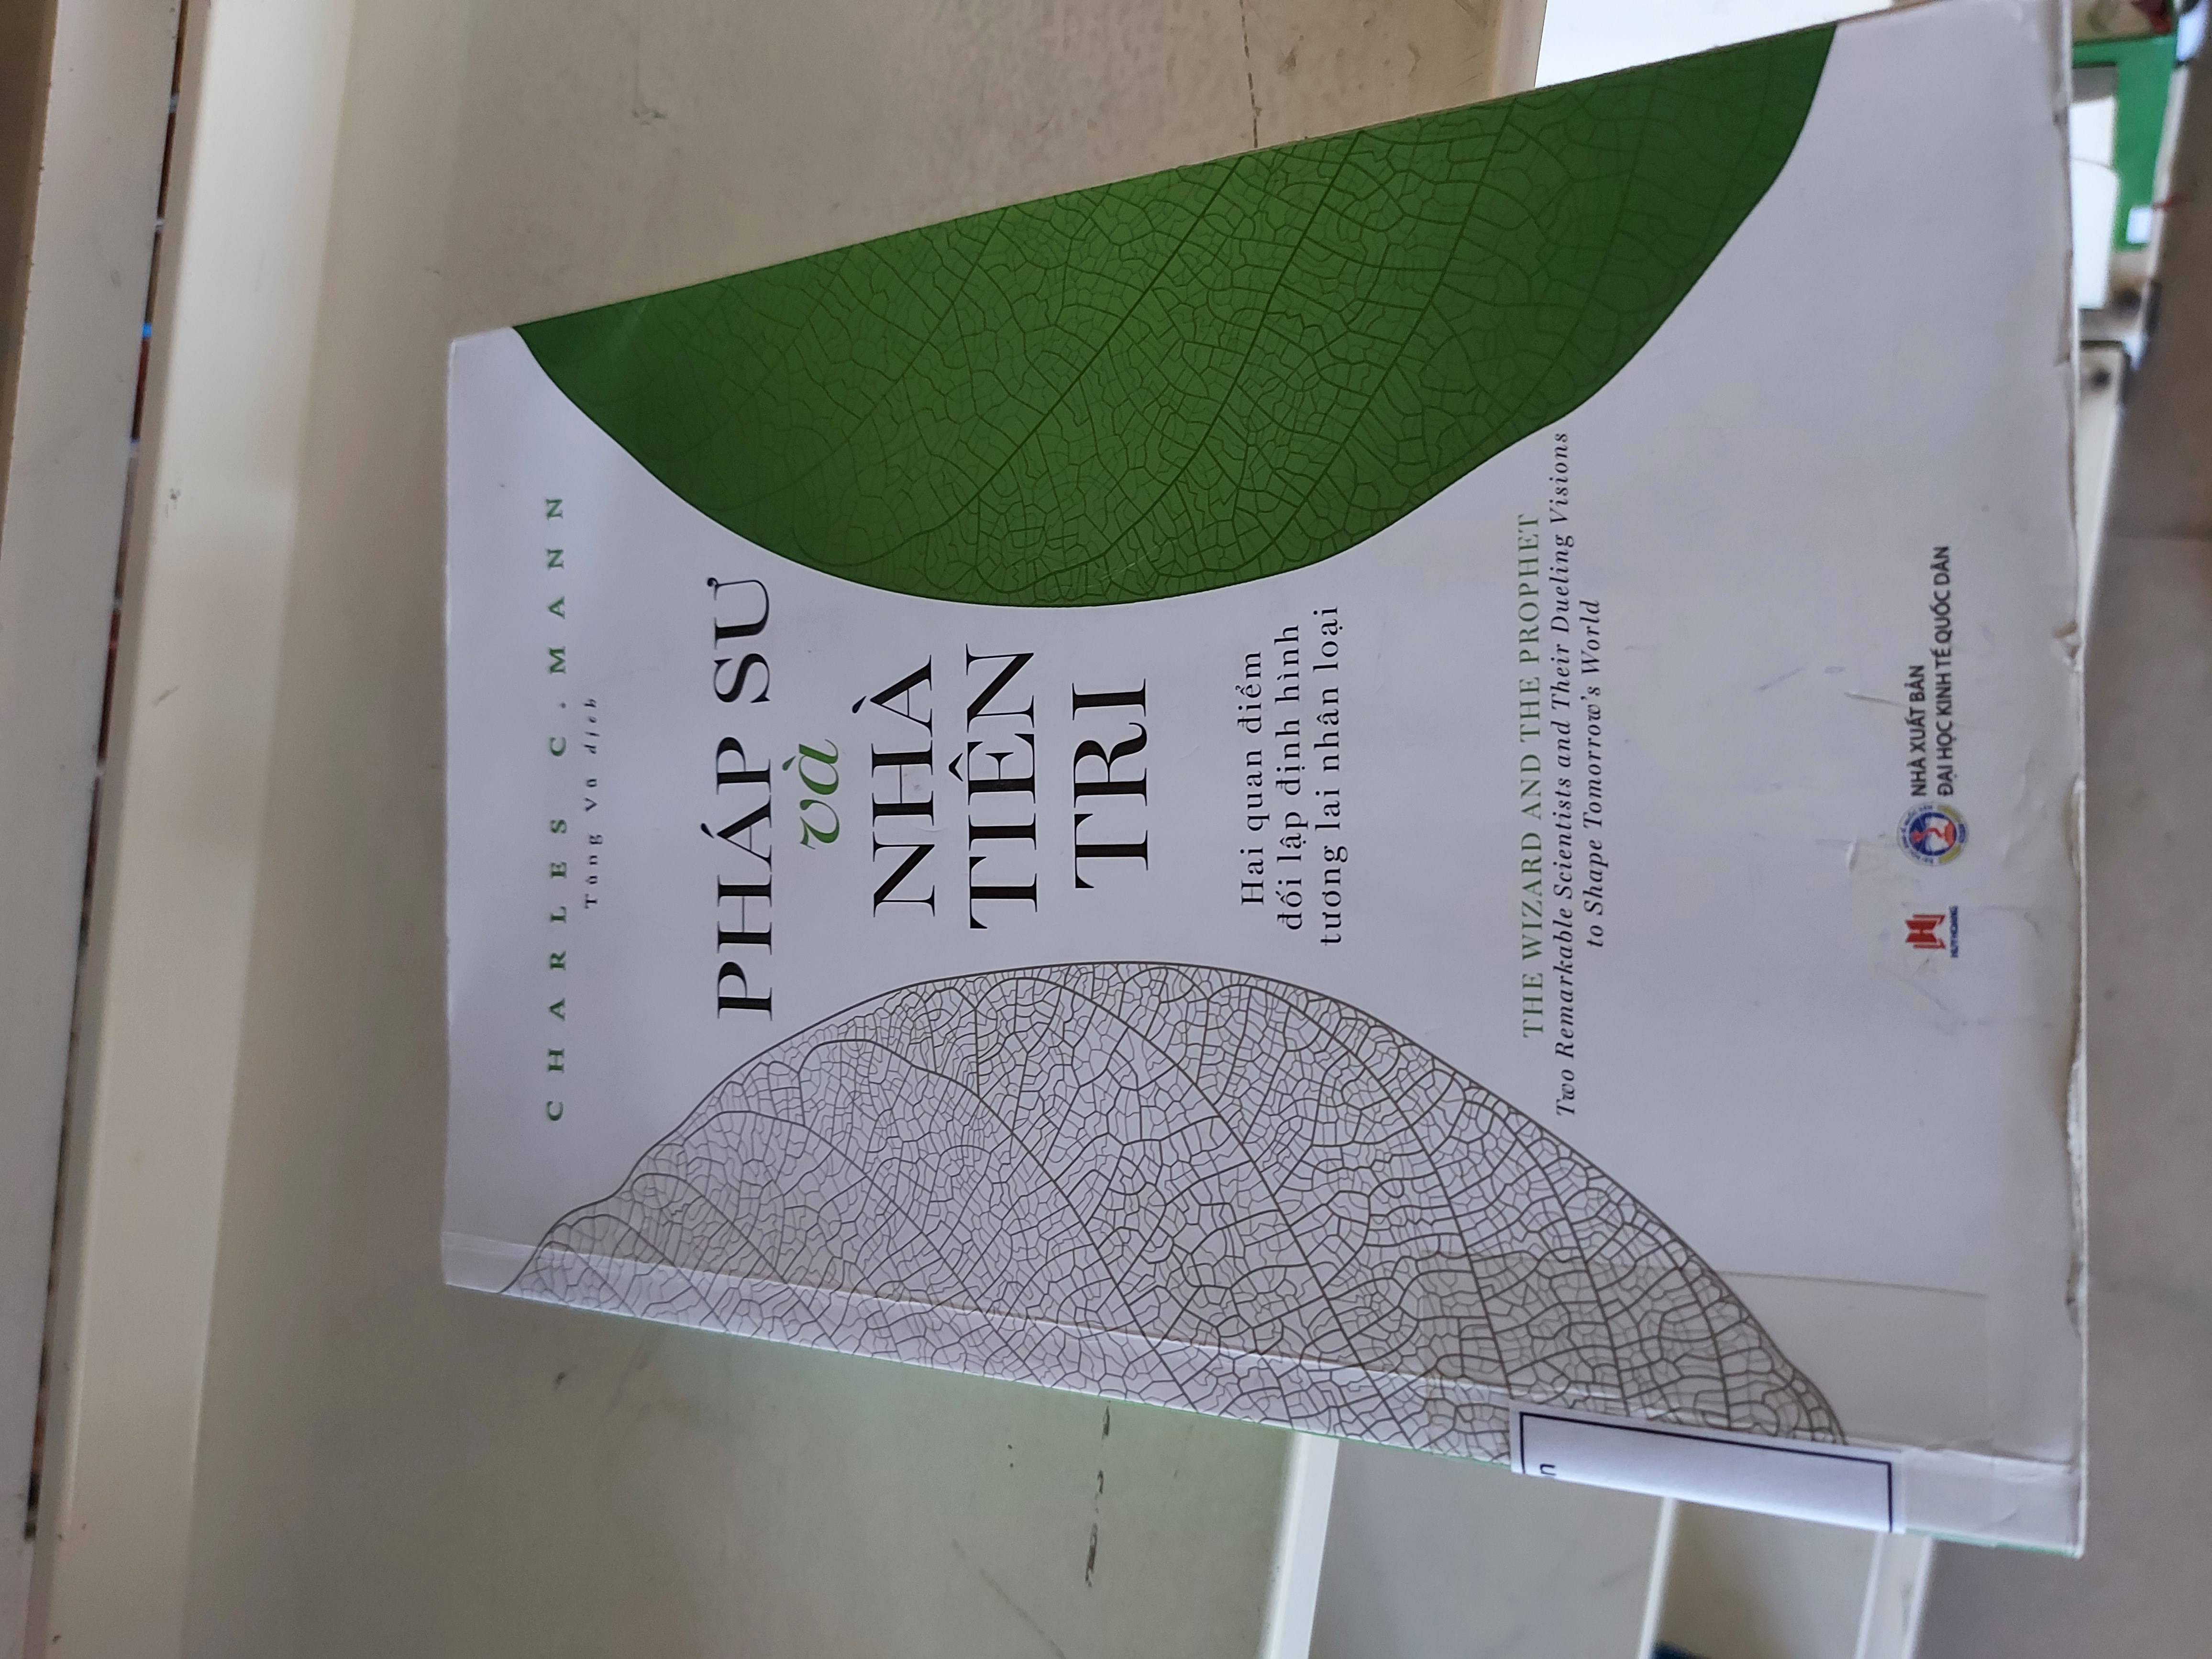 CHARLES C. MANN
Tùng Vũ dịch
PHÁP SƯ
và
NHÀ
TIÊN
TRI
Hai quan điểm
đối lập định hình
tương lai nhân loại
THE WIZARD AND THE PROPHET
Two Remarkable Scientists and Their Dueling Visions
to Shape Tomorrow's World
HUYHOANG
NHÀ XUẤT BẢN
ĐẠI HỌC KINH TẾ QUỐC DÂN